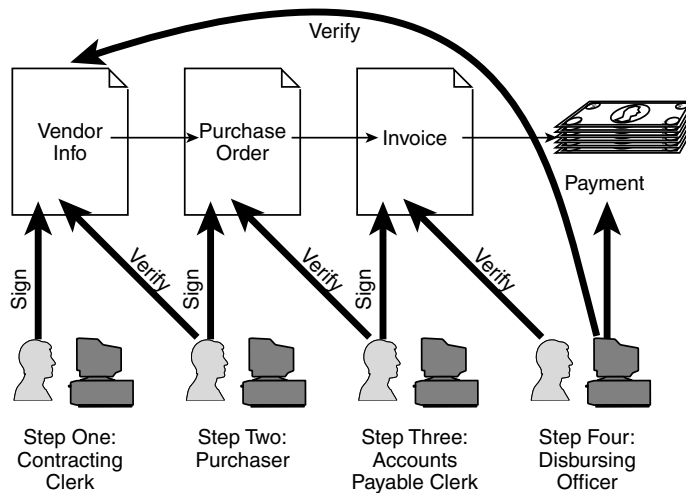 Verify
Vendor
Info
Purchase
Order
Invoice
Payment
Sign
Verify
Sign
Verify
Sign
Verify
Step One:
Contracting
Clerk
Step Two:
Purchaser
Step Three:
Accounts
Payable Clerk
Step Four:
Disbursing
Officer